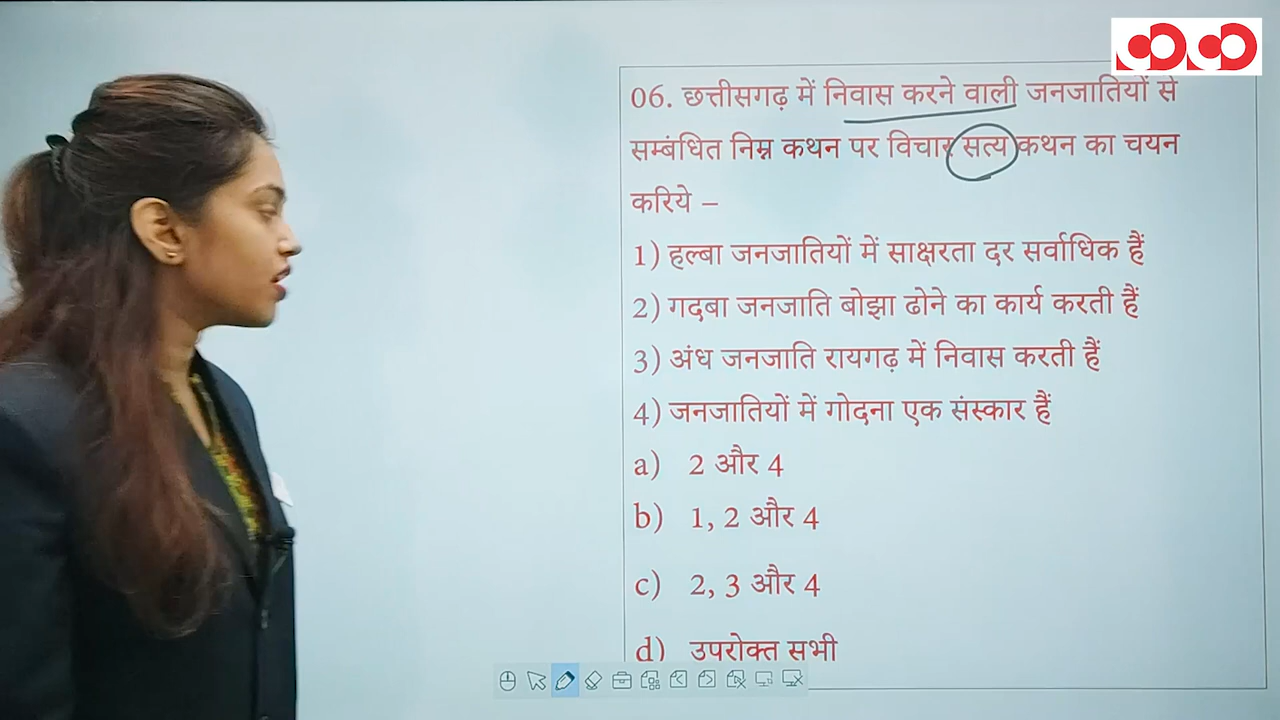 06. छत्तीसगढ़ में निवास करने वाली जनजातियों से
सम्बंधित निम्न कथन पर विचार सत्य कथन का चयन
करिये –
1) हल्बा जनजातियों में साक्षरता दर सर्वाधिक हैं
2) गदबा जनजाति बोझा ढोने का कार्य करती हैं
3) अंध जनजाति रायगढ़ में निवास करती हैं
4) जनजातियों में गोदना एक संस्कार हैं
a) 2 और 4
b) 1, 2 और 4
c) 2, 3 और 4
d) उपरोक्त सभी